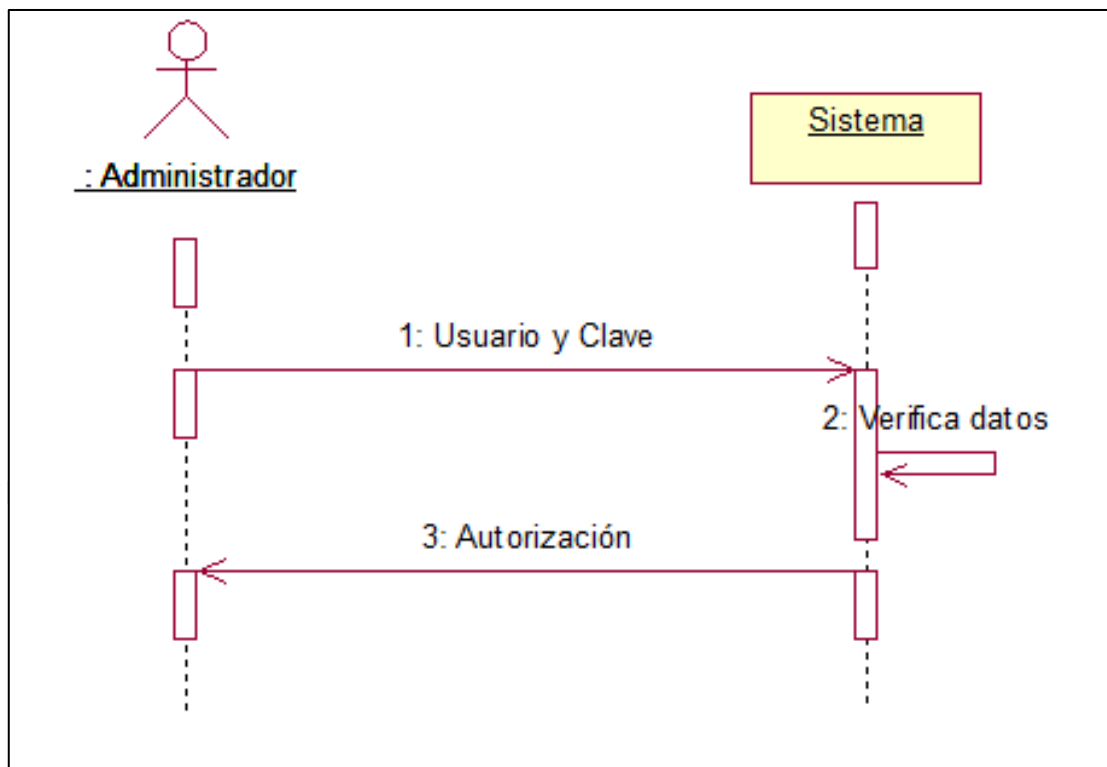 : Administrador
Sistema
1: Usuario y Clave
2: Verifica datos
3: Autorización